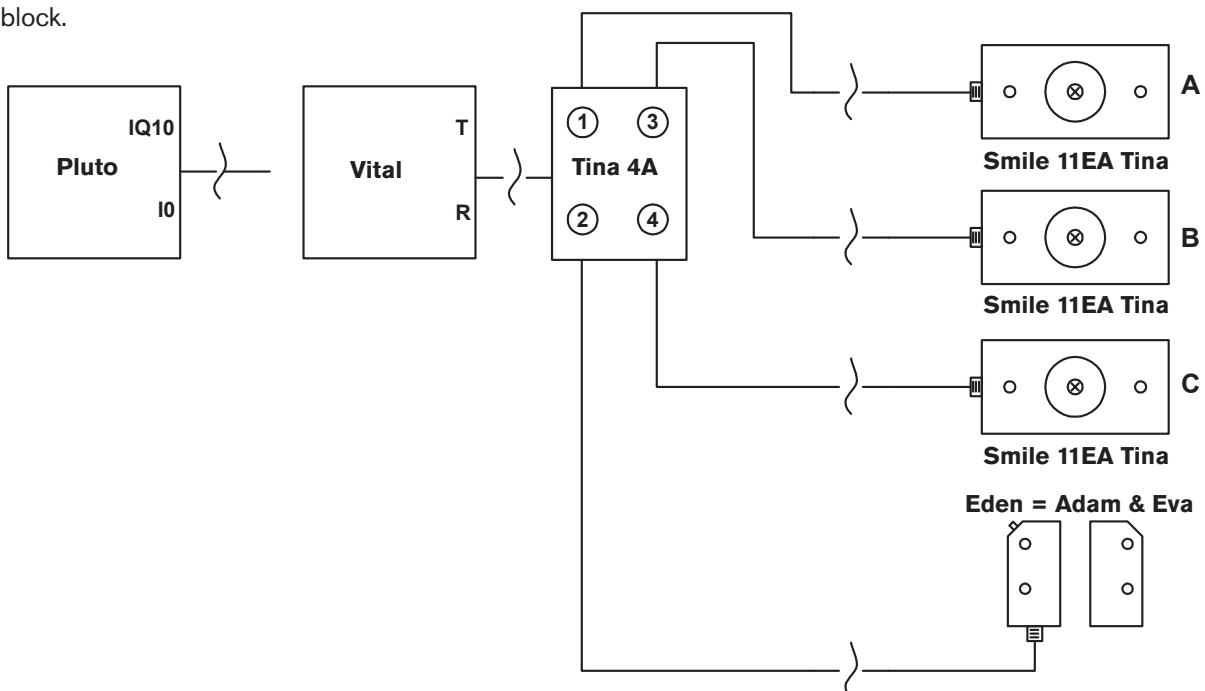 block.
IQ10
Pluto
I0
T
Vital
R
1 3
Tina 4A
2 4
A
Smile 11EA Tina
B
Smile 11EA Tina
C
Smile 11EA Tina
Eden = Adam & Eva